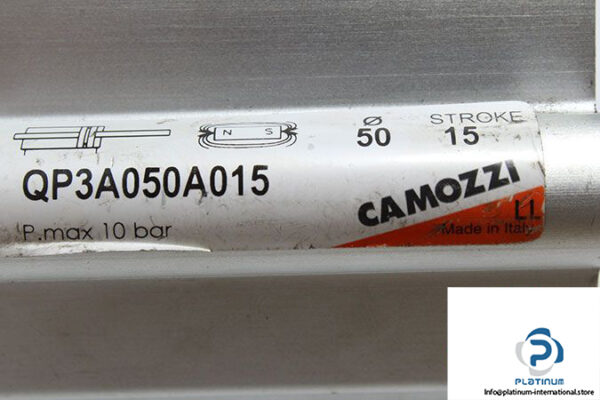 N S
Ø STROKE
50 15
QP3A050A015
CAMOZZI
P.max 10 bar
LL
Made in Italy
PLATINUM
Info@platinum-international.store